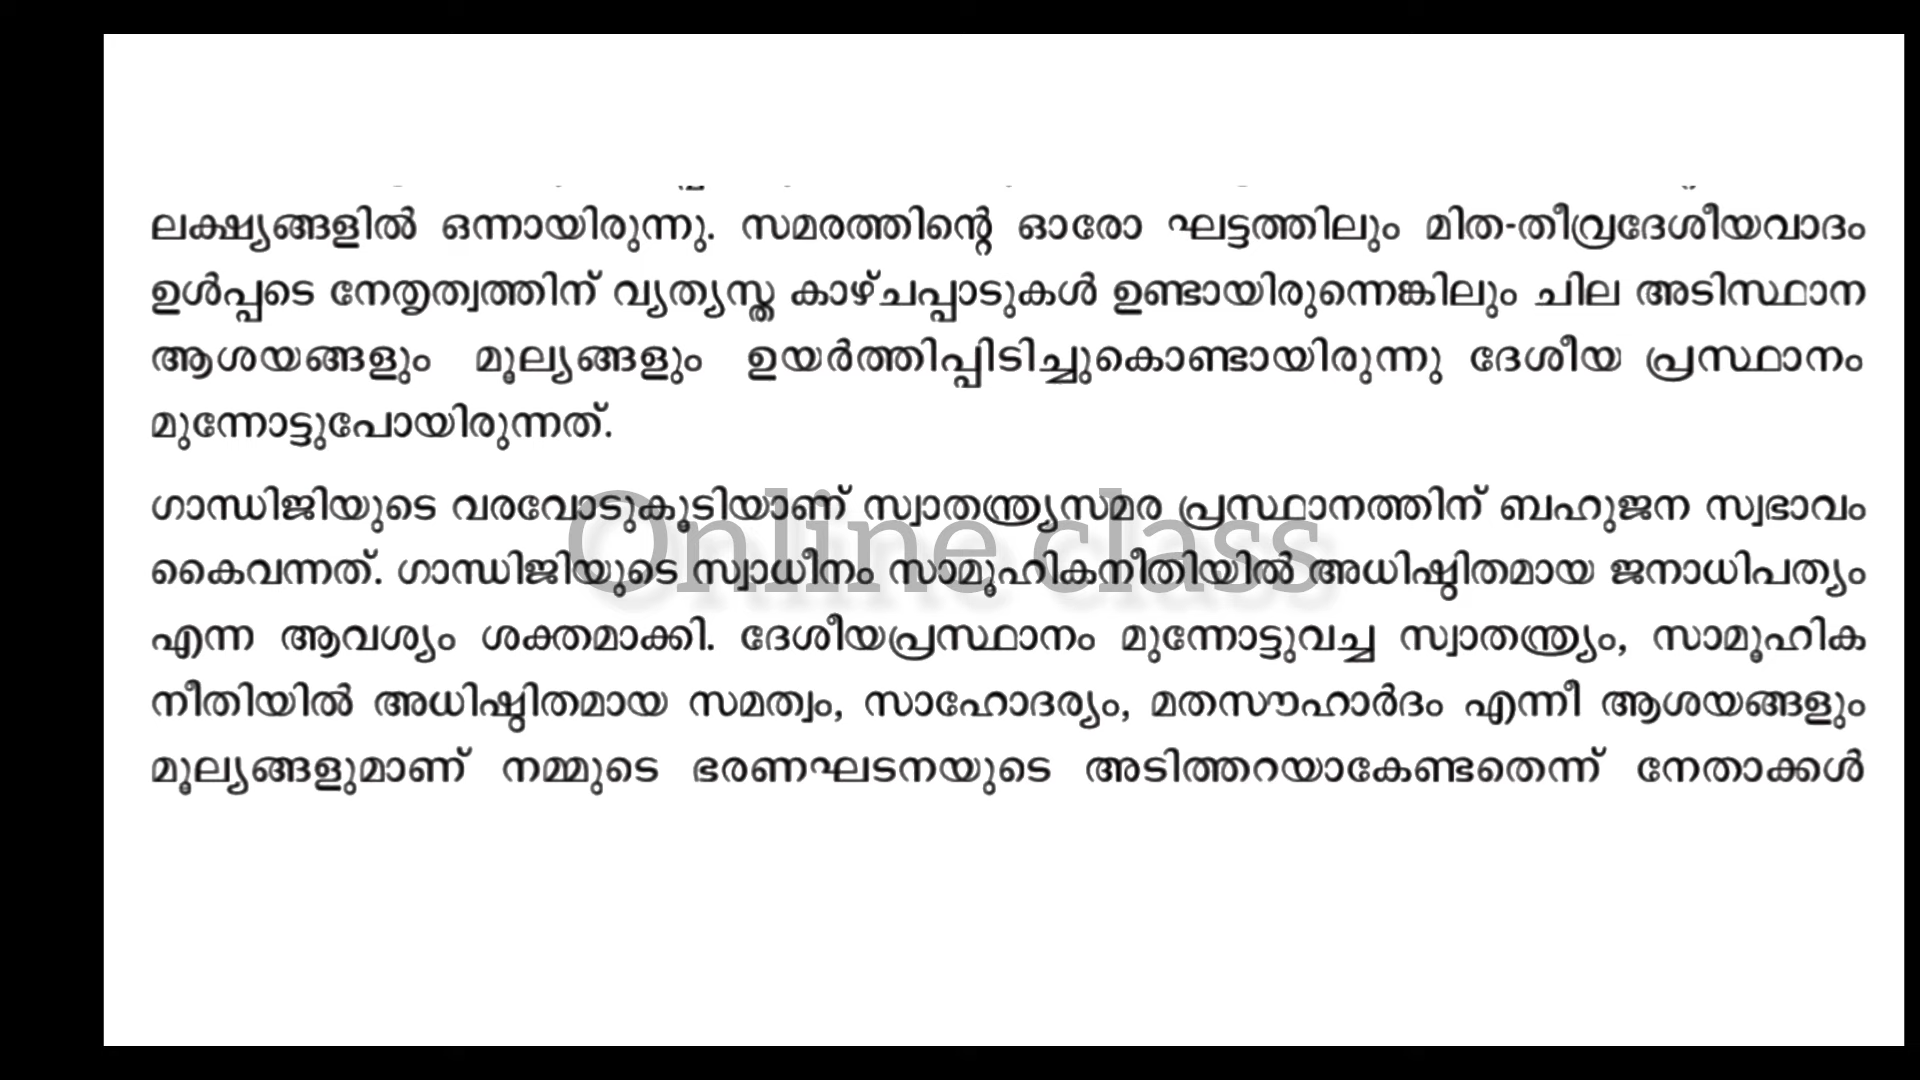 ലക്ഷ്യങ്ങളിൽ ഒന്നായിരുന്നു. സമരത്തിന്റെ ഓരോ ഘട്ടത്തിലും മിത-തീവ്രദേശീയവാദം
ഉൾപ്പടെ നേതൃത്വത്തിന് വ്യത്യസ്ത കാഴ്ചപ്പാടുകൾ ഉണ്ടായിരുന്നെങ്കിലും ചില അടിസ്ഥാന
ആശയങ്ങളും മൂല്യങ്ങളും ഉയർത്തിപ്പിടിച്ചുകൊണ്ടായിരുന്നു ദേശീയ പ്രസ്ഥാനം
മുന്നോട്ടുപോയിരുന്നത്.
ഗാന്ധിജിയുടെ വരവോടുകൂടിയാണ് സ്വാതന്ത്ര്യസമര പ്രസ്ഥാനത്തിന് ബഹുജന സ്വഭാവം
കൈവന്നത്. ഗാന്ധിജിയുടെ സ്വാധീനം സാമൂഹികനീതിയിൽ അധിഷ്ഠിതമായ ജനാധിപത്യം
Online class
എന്ന ആവശ്യം ശക്തമാക്കി. ദേശീയപ്രസ്ഥാനം മുന്നോട്ടുവച്ച സ്വാതന്ത്ര്യം, സാമൂഹിക
നീതിയിൽ അധിഷ്ഠിതമായ സമത്വം, സാഹോദര്യം, മതസൗഹാർദം എന്നീ ആശയങ്ങളും
മൂല്യങ്ങളുമാണ് നമ്മുടെ ഭരണഘടനയുടെ അടിത്തറയാകേണ്ടതെന്ന് നേതാക്കൾ